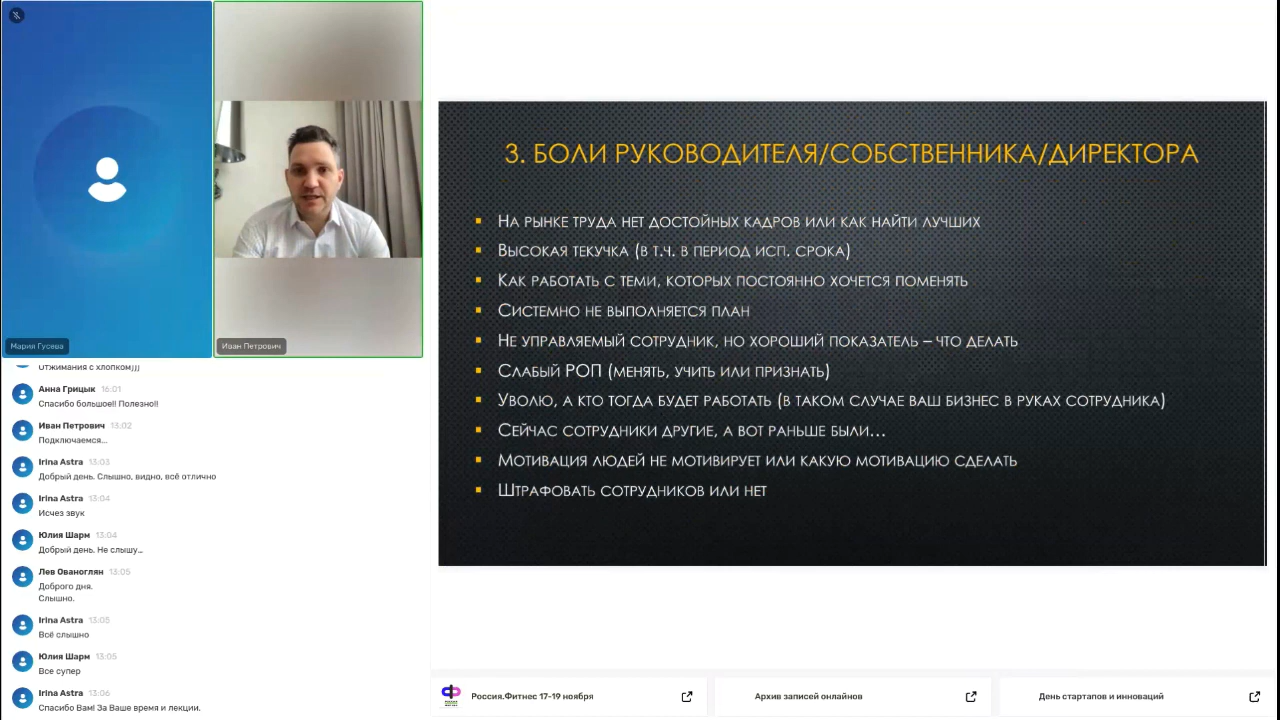 Мария Гусева
Иван Петрович
Отжимания с хлопком)))
Анна Грицык 16:01
Спасибо большое!! Полезно!!
Иван Петрович 13:02
Подключаемся...
Irina Astra 13:03
Добрый день. Слышно, видно, всё отлично
Irina Astra 13:04
Исчез звук
Юлия Шарм 13:04
Добрый день. Не слышу...
Лев Ованоглян 13:05
Доброго дня.
Слышно.
Irina Astra 13:05
Всё слышно
Юлия Шарм 13:05
Все супер
Irina Astra 13:06
Спасибо Вам! За Ваше время и лекции.
3. БОЛИ РУКОВОДИТЕЛЯ/СОБСТВЕННИКА/ДИРЕКТОРА
▪ НА РЫНКЕ ТРУДА НЕТ ДОСТОЙНЫХ КАДРОВ ИЛИ КАК НАЙТИ ЛУЧШИХ
▪ ВЫСОКАЯ ТЕКУЧКА (В Т.Ч. В ПЕРИОД ИСП. СРОКА)
▪ КАК РАБОТАТЬ С ТЕМИ, КОТОРЫХ ПОСТОЯННО ХОЧЕТСЯ ПОМЕНЯТЬ
▪ СИСТЕМНО НЕ ВЫПОЛНЯЕТСЯ ПЛАН
▪ НЕ УПРАВЛЯЕМЫЙ СОТРУДНИК, НО ХОРОШИЙ ПОКАЗАТЕЛЬ – ЧТО ДЕЛАТЬ
▪ СЛАБЫЙ РОП (МЕНЯТЬ, УЧИТЬ ИЛИ ПРИЗНАТЬ)
▪ УВОЛЮ, А КТО ТОГДА БУДЕТ РАБОТАТЬ (В ТАКОМ СЛУЧАЕ ВАШ БИЗНЕС В РУКАХ СОТРУДНИКА)
▪ СЕЙЧАС СОТРУДНИКИ ДРУГИЕ, А ВОТ РАНЬШЕ БЫЛИ...
▪ МОТИВАЦИЯ ЛЮДЕЙ НЕ МОТИВИРУЕТ ИЛИ КАКУЮ МОТИВАЦИЮ СДЕЛАТЬ
▪ ШТРАФОВАТЬ СОТРУДНИКОВ ИЛИ НЕТ
Россия.Фитнес 17-19 ноября
Архив записей онлайнов
День стартапов и инноваций